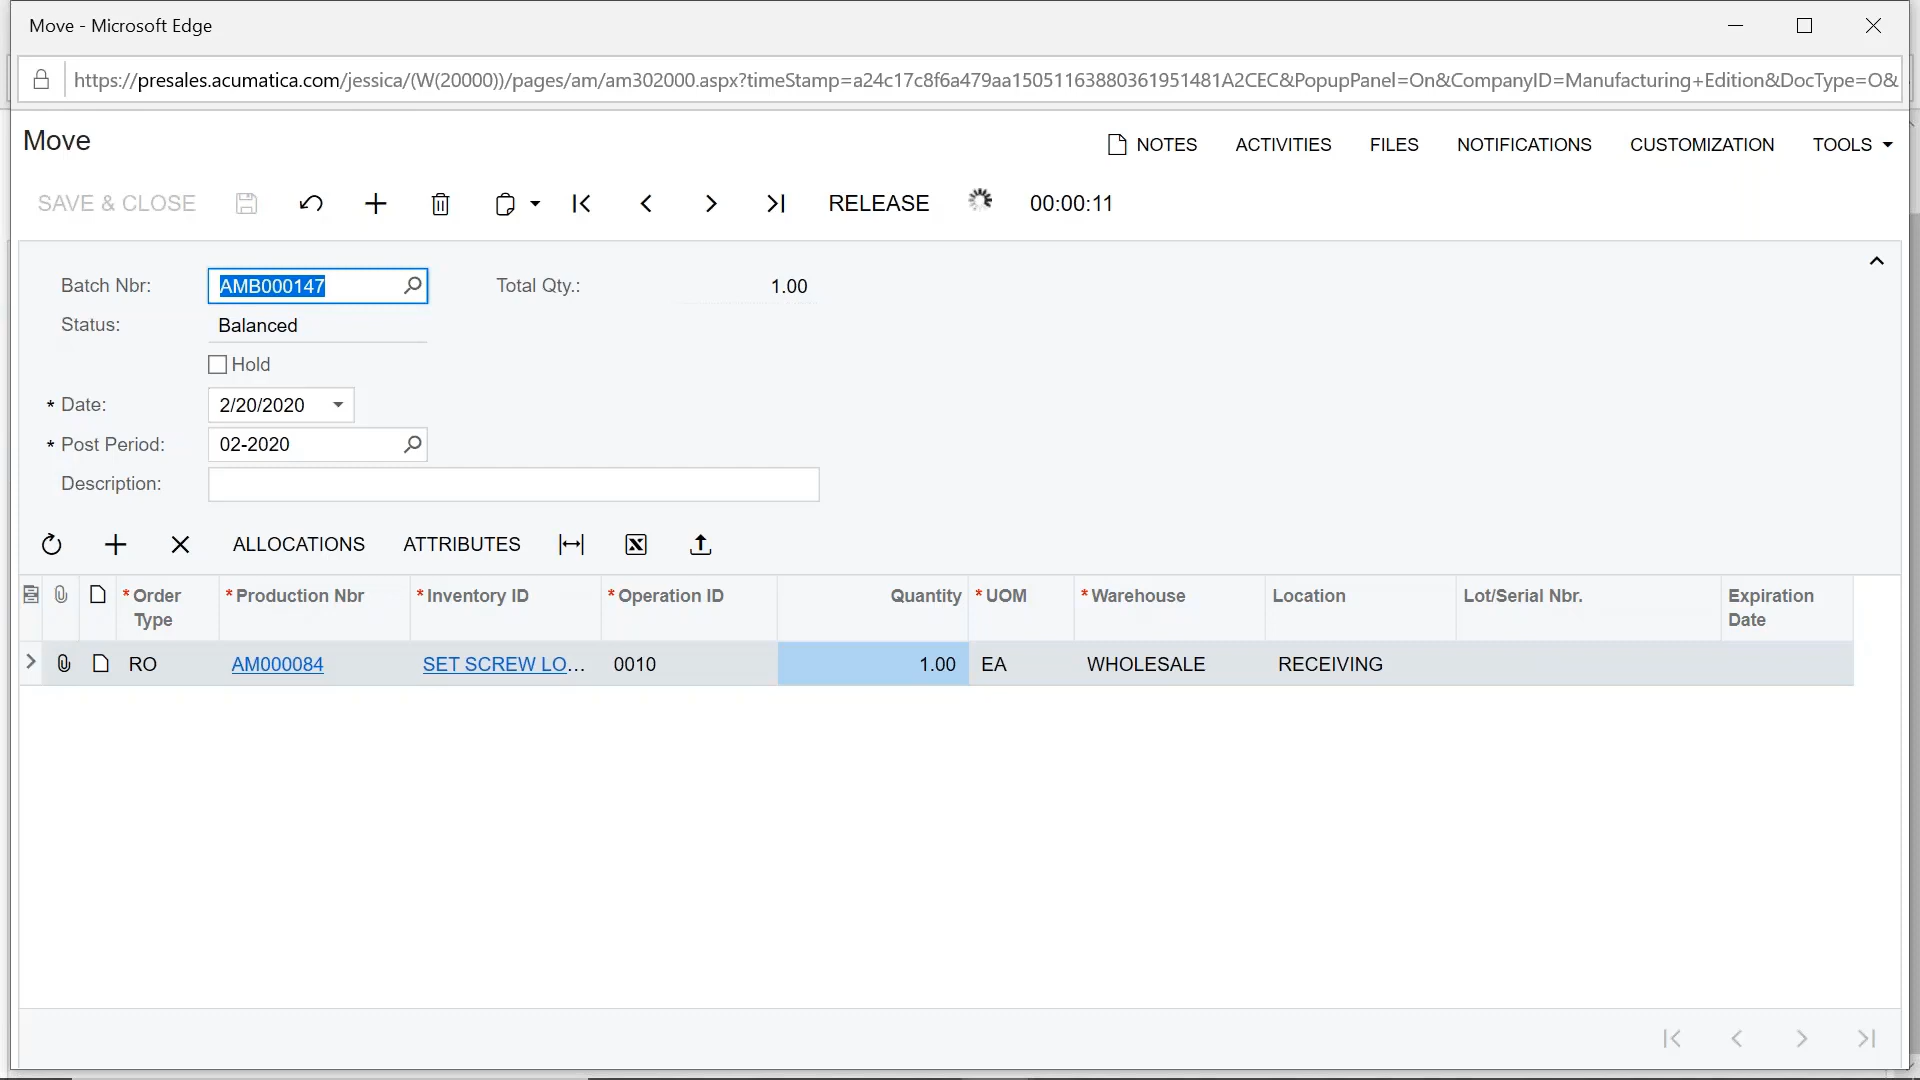 Move - Microsoft Edge
https://presales.acumatica.com/jessica/(W(20000))/pages/am/am302000.aspx?timeStamp=a24c17c8f6a479aa15051163880361951481A2CEC&PopupPanel=On&CompanyID=Manufacturing+Edition&DocType=O&
Move
NOTES ACTIVITIES FILES NOTIFICATIONS CUSTOMIZATION TOOLS
SAVE & CLOSE RELEASE 00:00:11
Batch Nbr: AMB000147 Total Qty.: 1.00
Status: Balanced
Hold
* Date: 2/20/2020
* Post Period: 02-2020
Description:
ALLOCATIONS ATTRIBUTES
* Order Type * Production Nbr * Inventory ID * Operation ID Quantity * UOM * Warehouse Location Lot/Serial Nbr. Expiration Date
RO AM000084 SET SCREW LO... 0010 1.00 EA WHOLESALE RECEIVING